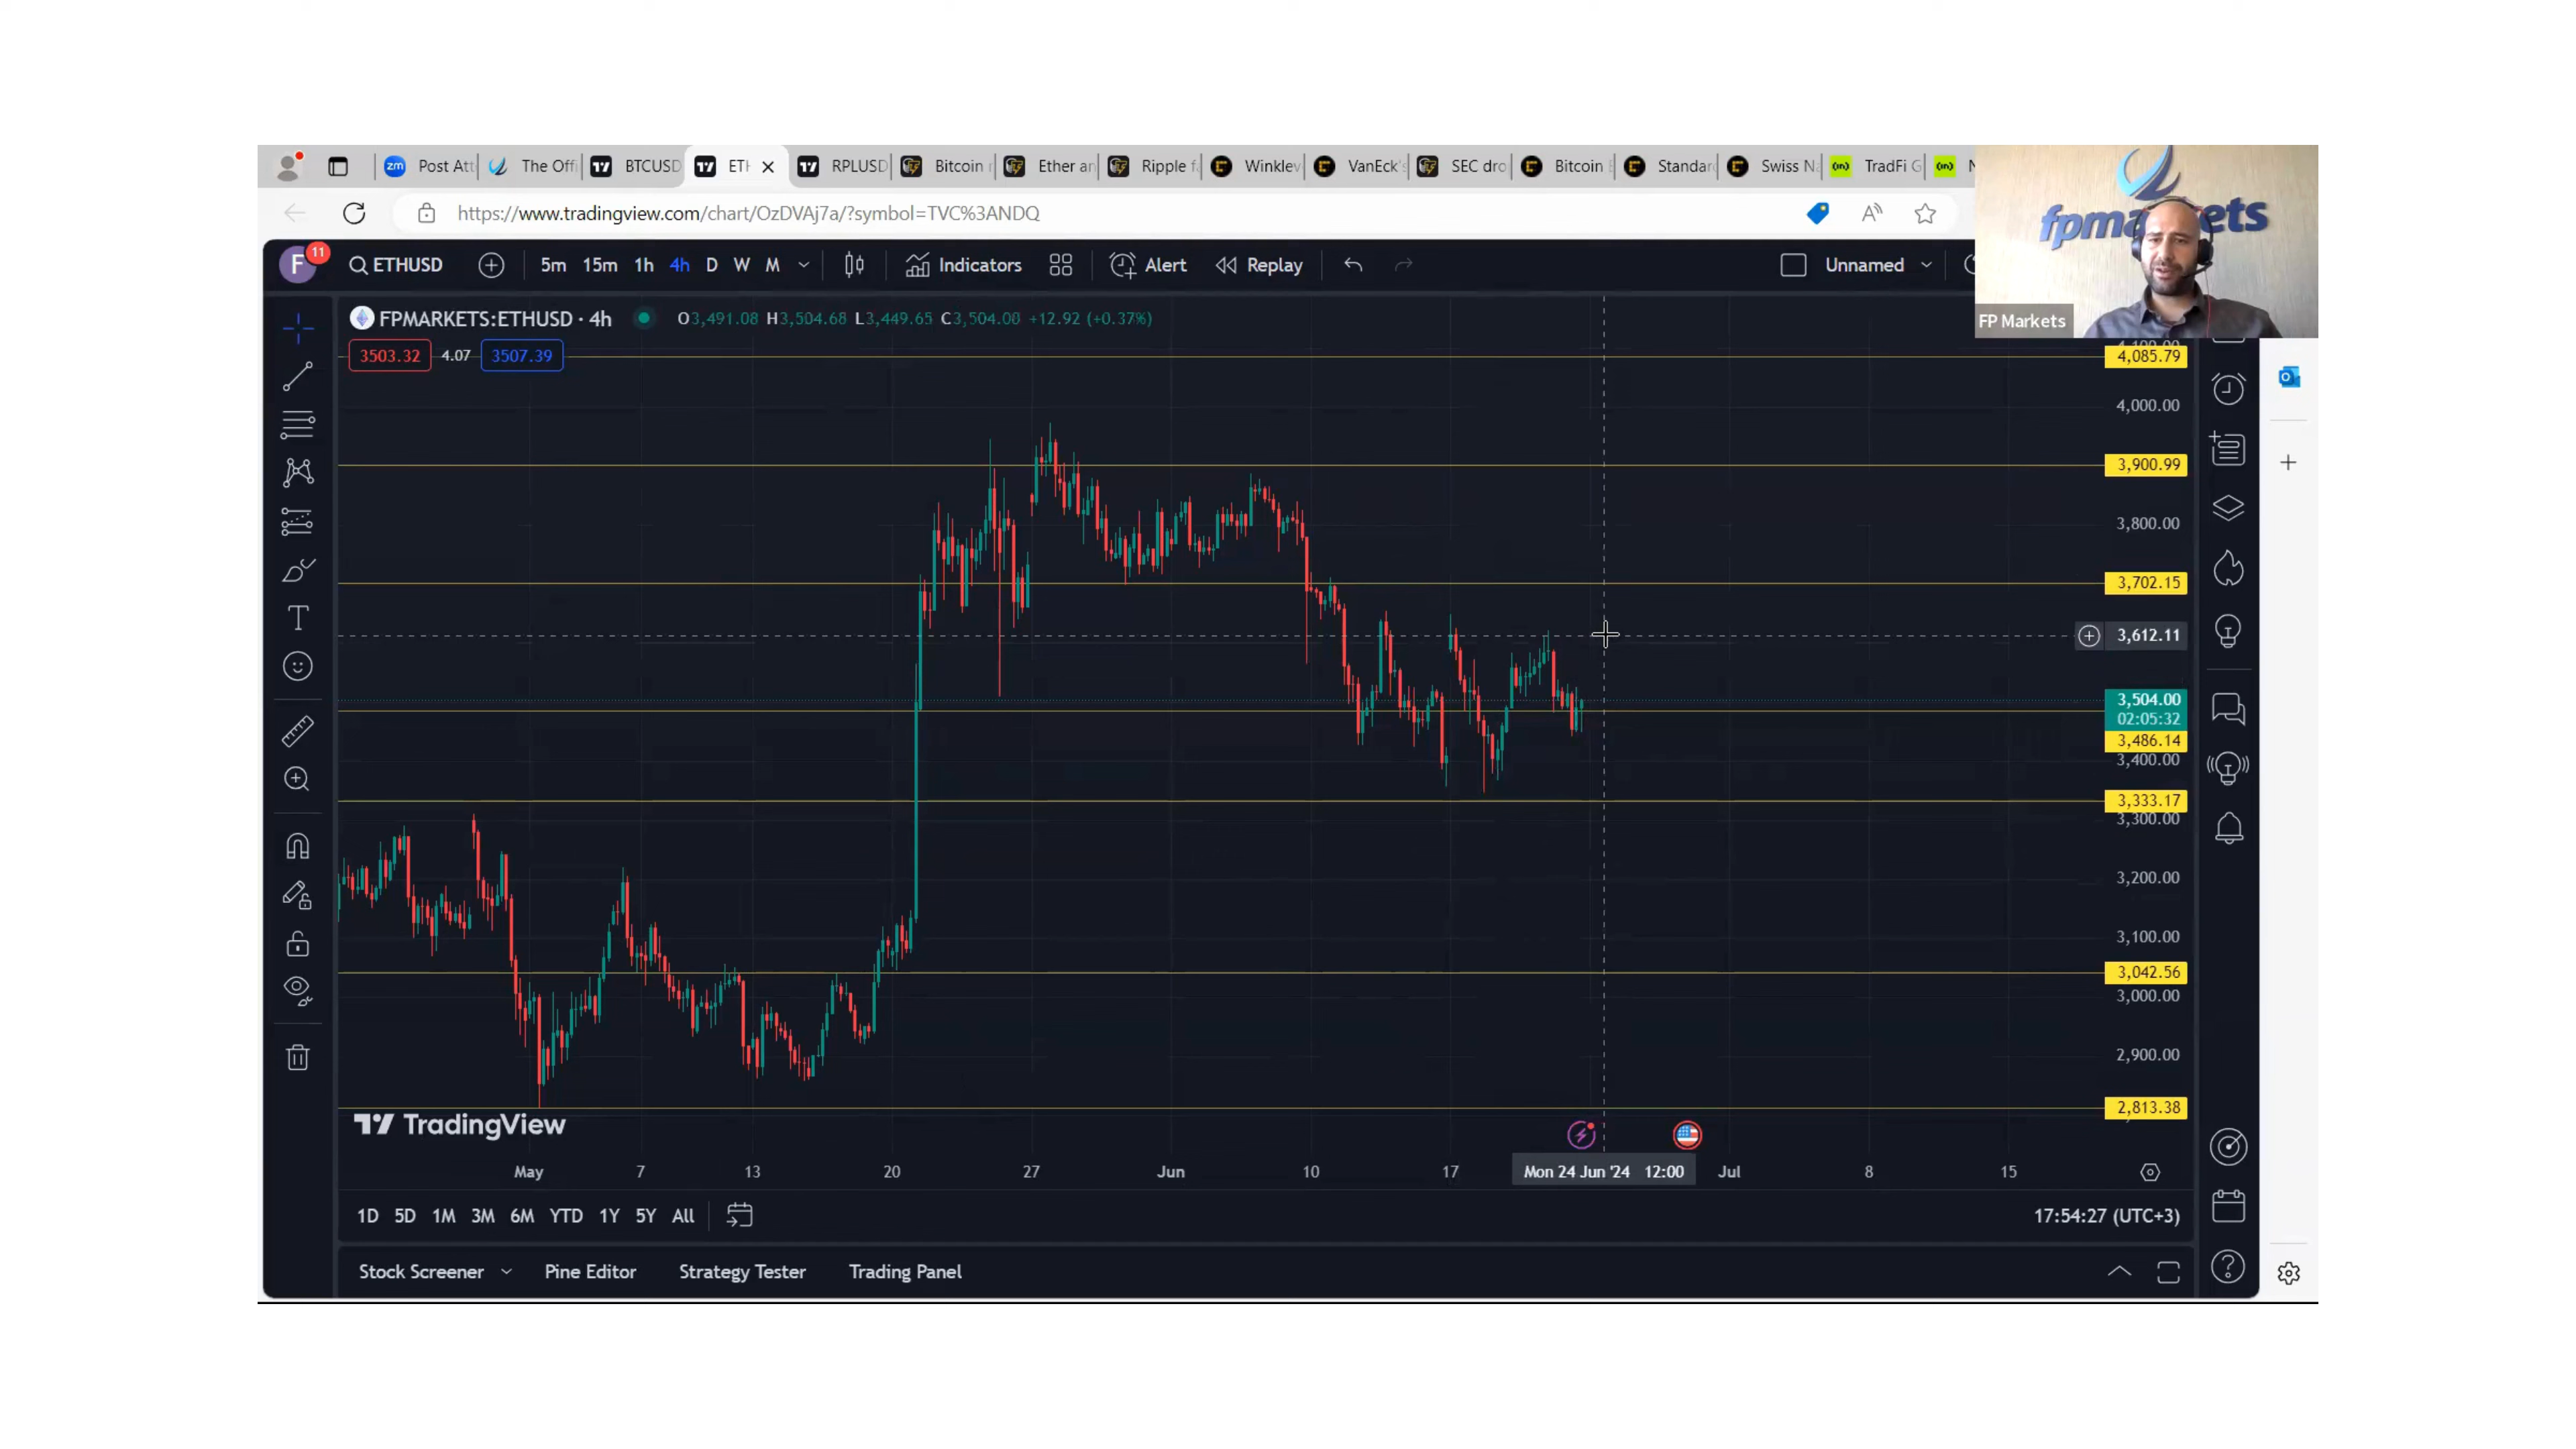 Post Att
The Offi
BTCUSD
ETH
RPLUSD
Bitcoin r
Ether an
Ripple f
Winklev
VanEck's
SEC dro
Bitcoin
Standar
Swiss Na
TradFi G
N
https://www.tradingview.com/chart/OzDVAj7a/?symbol=TVC%3ANDQ
fpma ets
FP Markets
F 11 ETHUSD 5m 15m 1h 4h D W M Indicators Alert Replay Unnamed
FPMARKETS:ETHUSD · 4h O3,491.08 H3,504.68 L3,449.65 C3,504.00 +12.92 (+0.37%)
3503.32 4.07 3507.39
4,085.79
4,000.00
3,900.99
3,800.00
3,702.15
3,612.11
3,504.00
02:05:32
3,486.14
3,400.00
3,333.17
3,300.00
3,200.00
3,100.00
3,042.56
3,000.00
2,900.00
2,813.38
TradingView
May 7 13 20 27 Jun 10 17 Mon 24 Jun '24 12:00 Jul 8 15
1D 5D 1M 3M 6M YTD 1Y 5Y All 17:54:27 (UTC+3)
Stock Screener Pine Editor Strategy Tester Trading Panel